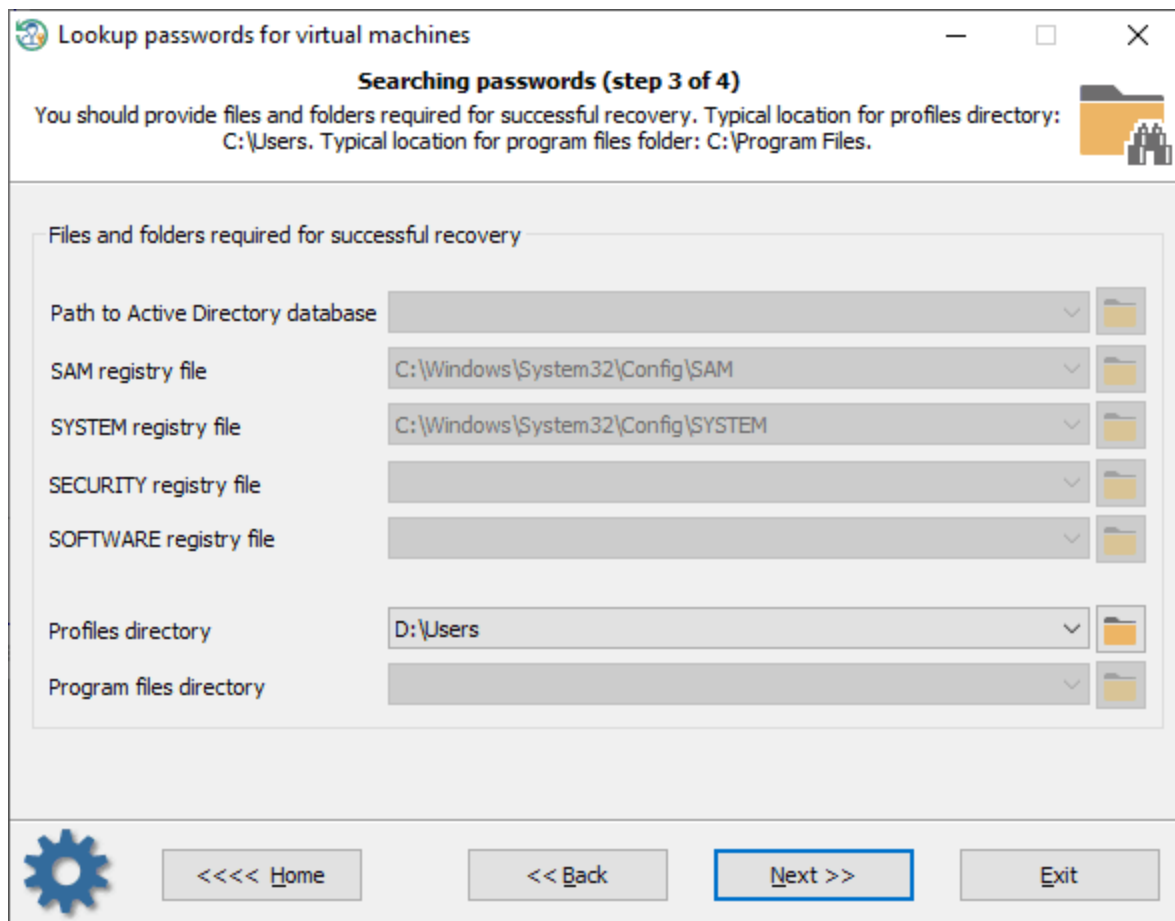 Lookup passwords for virtual machines
Searching passwords (step 3 of 4)
You should provide files and folders required for successful recovery. Typical location for profiles directory:
C:\Users. Typical location for program files folder: C:\Program Files.
Files and folders required for successful recovery
Path to Active Directory database
SAM registry file C:\Windows\System32\Config\SAM
SYSTEM registry file C:\Windows\System32\Config\SYSTEM
SECURITY registry file
SOFTWARE registry file
Profiles directory D:\Users
Program files directory
<<<< Home << Back Next >> Exit